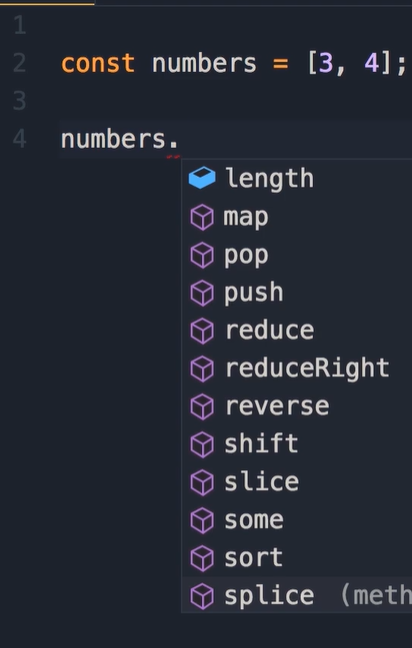 1
2 const numbers = [3, 4];
3
4 numbers.
length
map
pop
push
reduce
reduceRight
reverse
shift
slice
some
sort
splice (meth